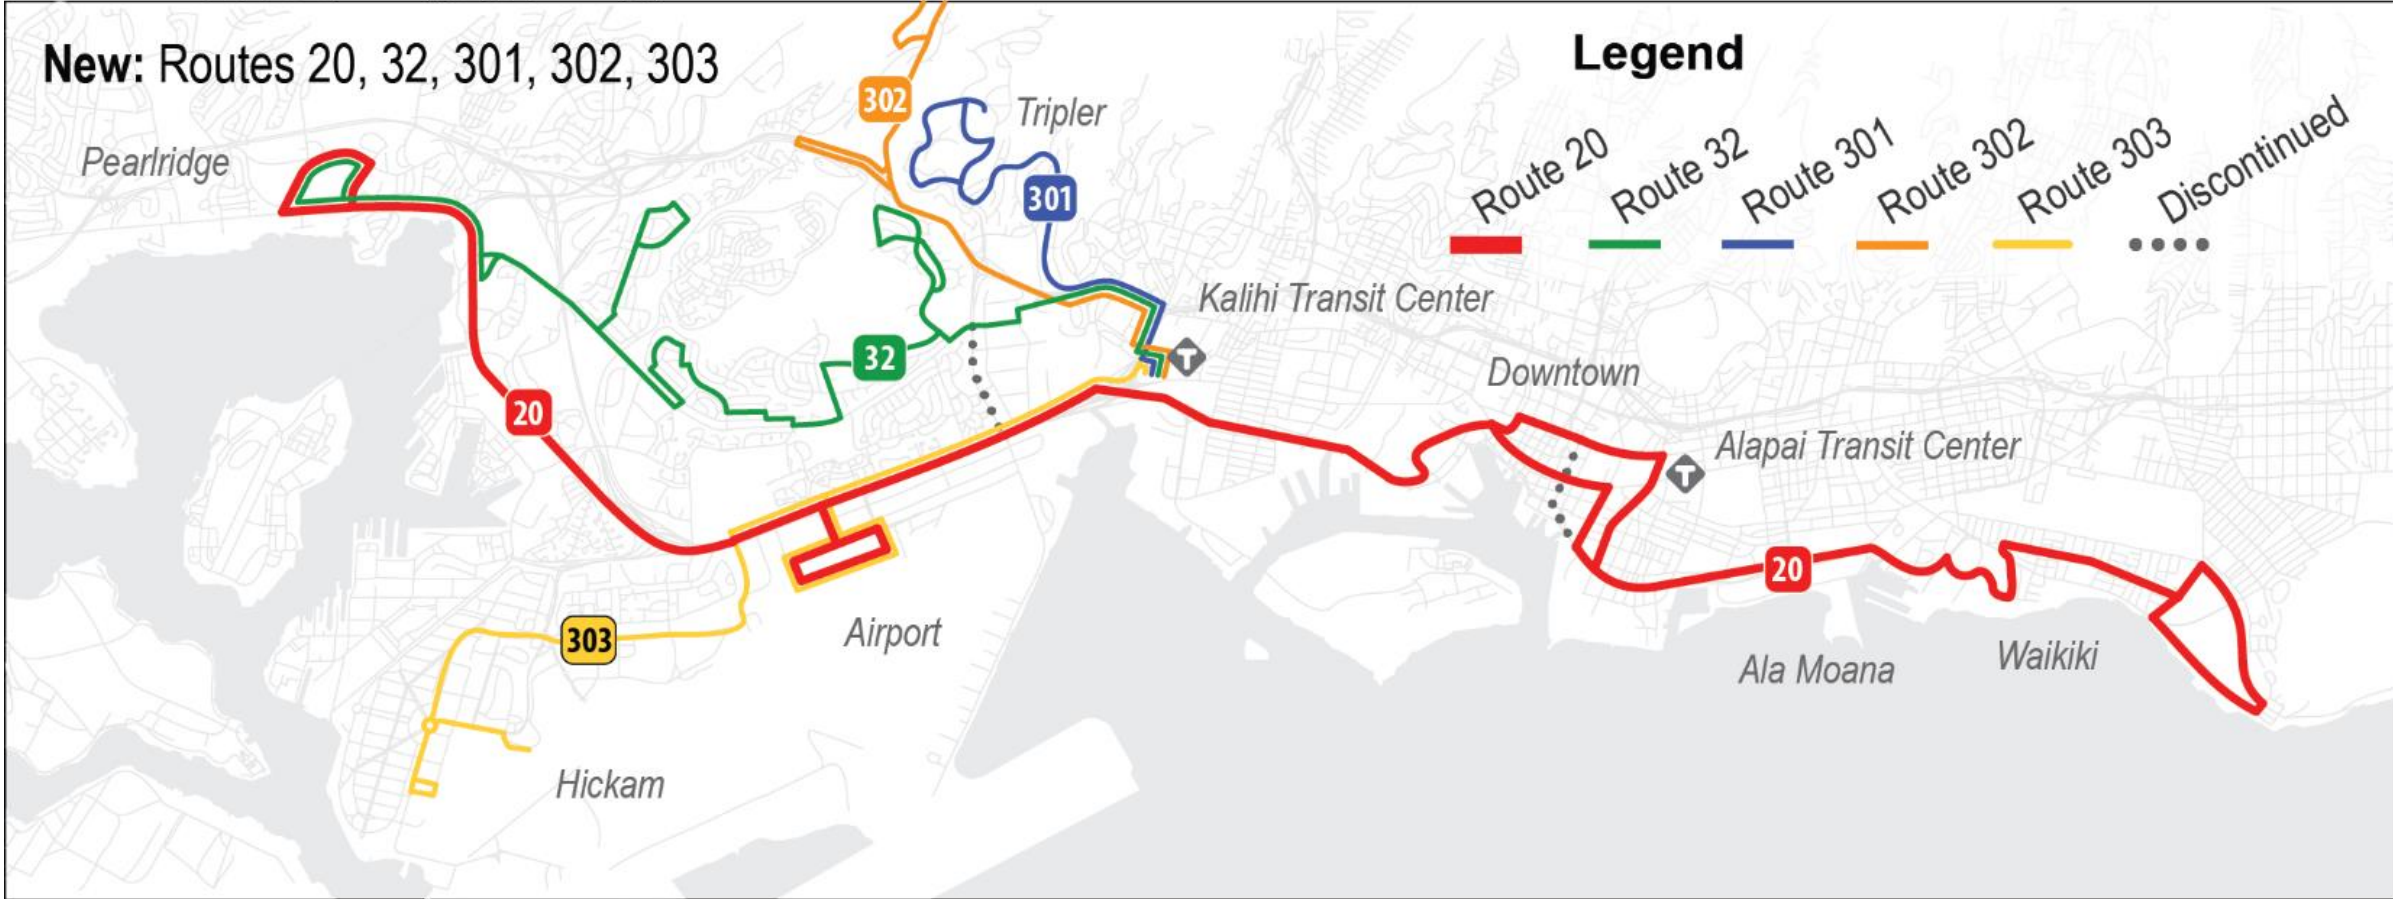 New: Routes 20, 32, 301, 302, 303
Legend
Route 20
Route 32
Route 301
Route 302
Route 303
Discontinued
302
Tripler
Pearlridge
301
Kalihi Transit Center
T
32
Downtown
20
Alapai Transit Center
T
20
303
Airport
Ala Moana
Waikiki
Hickam